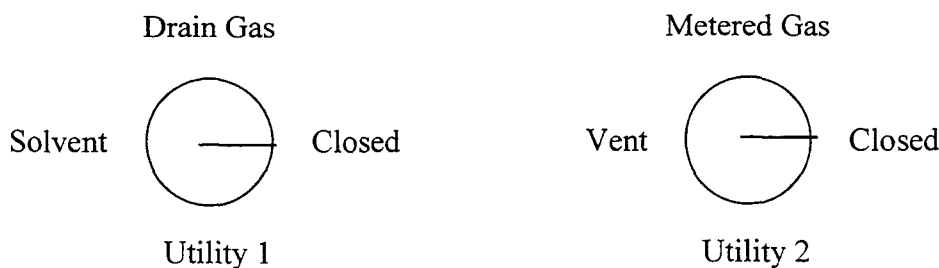 Drain Gas
Metered Gas
Solvent
Closed
Vent
Closed
Utility 1
Utility 2